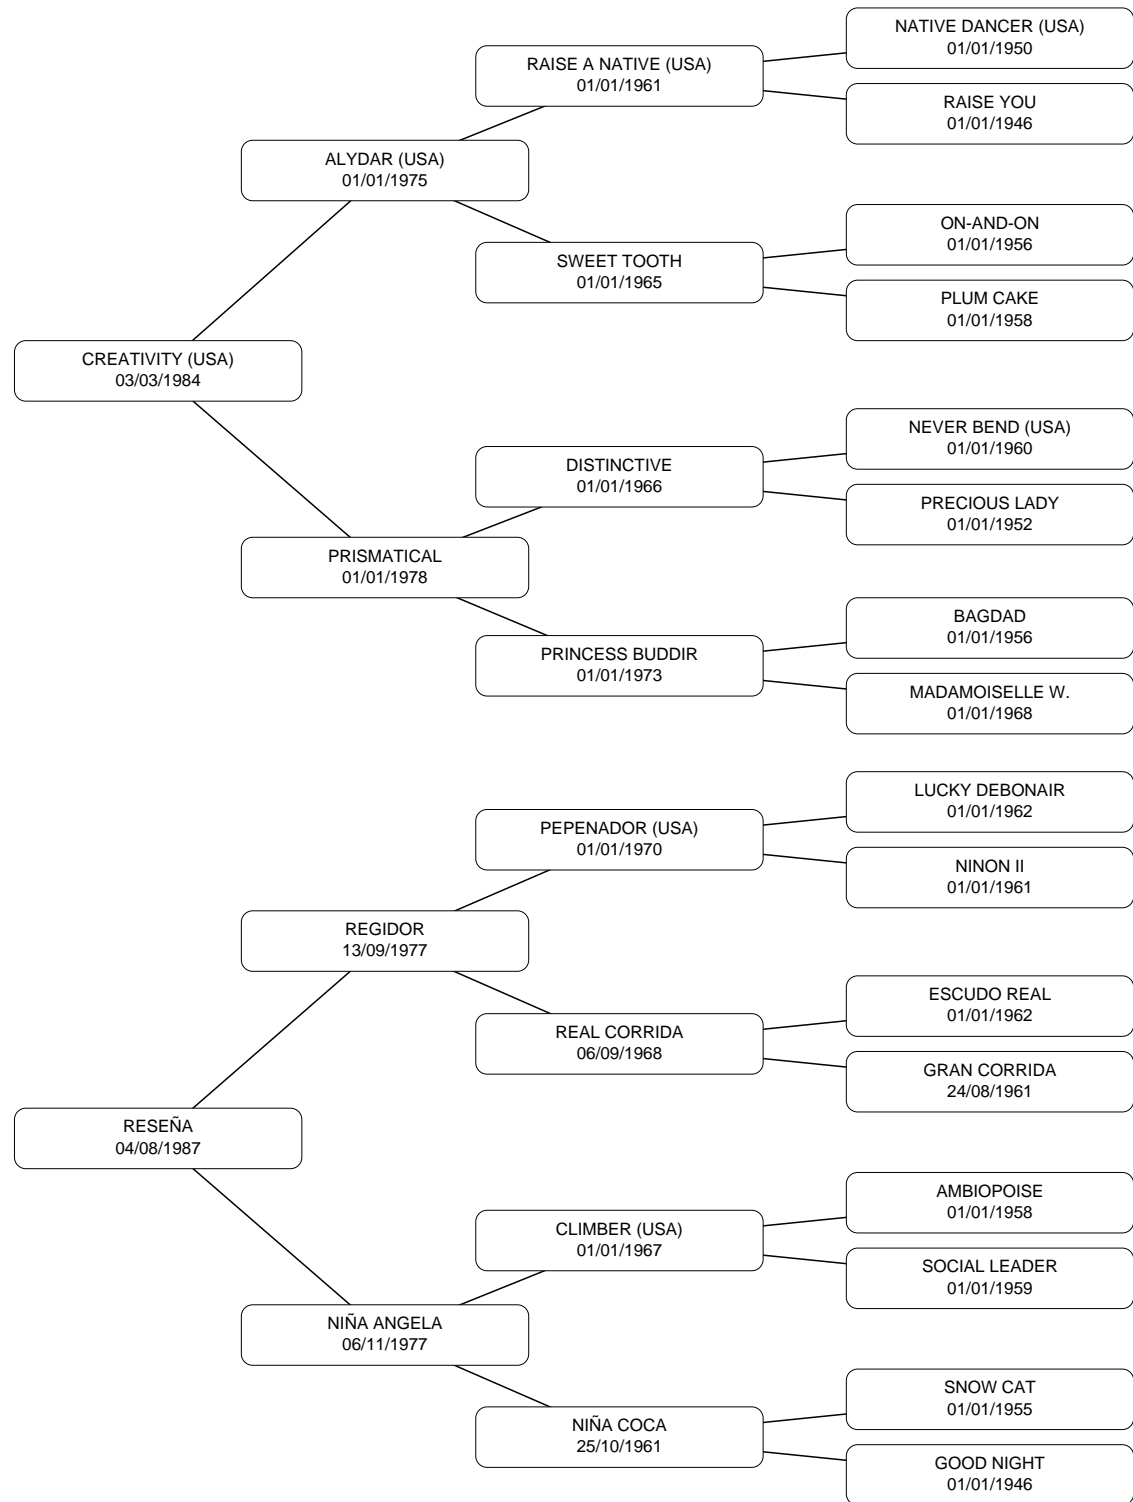 NATIVE DANCER (USA)
01/01/1950
RAISE A NATIVE (USA)
01/01/1961
RAISE YOU
01/01/1946
ALYDAR (USA)
01/01/1975
ON-AND-ON
01/01/1956
SWEET TOOTH
01/01/1965
PLUM CAKE
01/01/1958
CREATIVITY (USA)
03/03/1984
NEVER BEND (USA)
01/01/1960
DISTINCTIVE
01/01/1966
PRECIOUS LADY
01/01/1952
PRISMATICAL
01/01/1978
BAGDAD
01/01/1956
PRINCESS BUDDIR
01/01/1973
MADAMOISELLE W.
01/01/1968
LUCKY DEBONAIR
01/01/1962
PEPENADOR (USA)
01/01/1970
NINON II
01/01/1961
REGIDOR
13/09/1977
ESCUDO REAL
01/01/1962
REAL CORRIDA
06/09/1968
GRAN CORRIDA
24/08/1961
RESEÑA
04/08/1987
AMBIOPOISE
01/01/1958
CLIMBER (USA)
01/01/1967
SOCIAL LEADER
01/01/1959
NIÑA ANGELA
06/11/1977
SNOW CAT
01/01/1955
NIÑA COCA
25/10/1961
GOOD NIGHT
01/01/1946